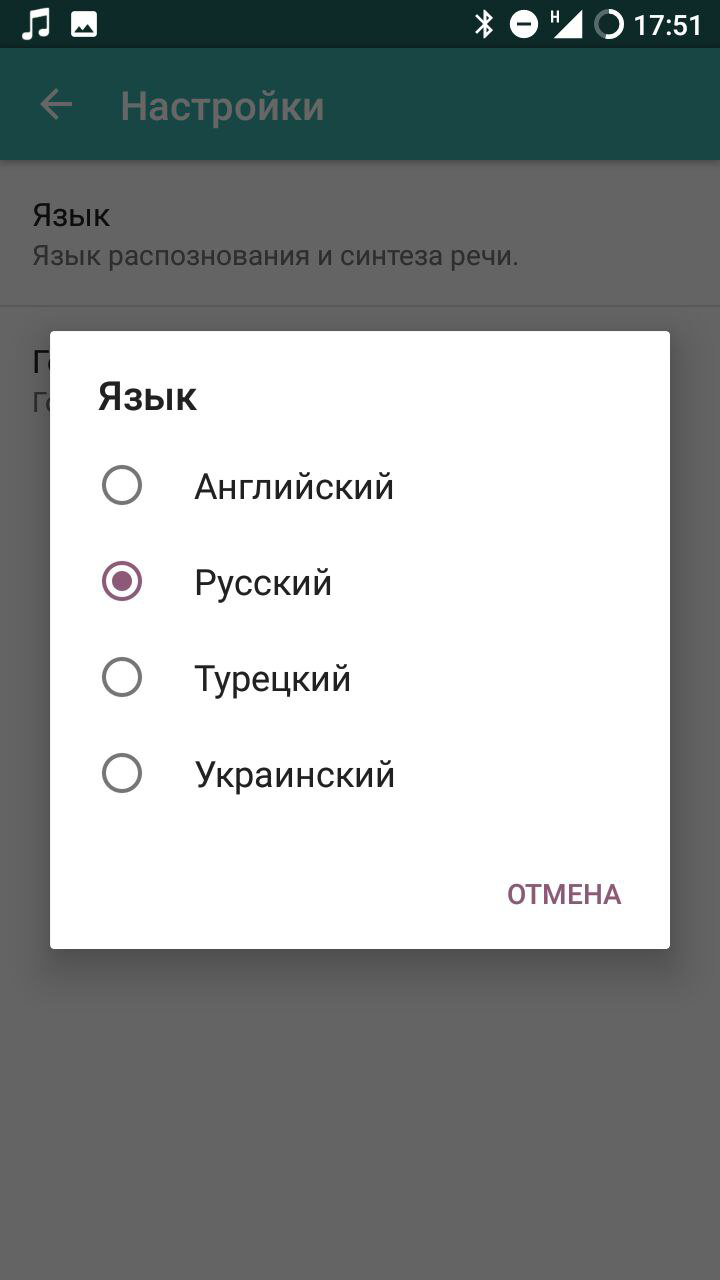 H 17:51
Настройки
Язык
Язык распознования и синтеза речи.
Язык
Английский
Русский
Турецкий
Украинский
ОТМЕНА